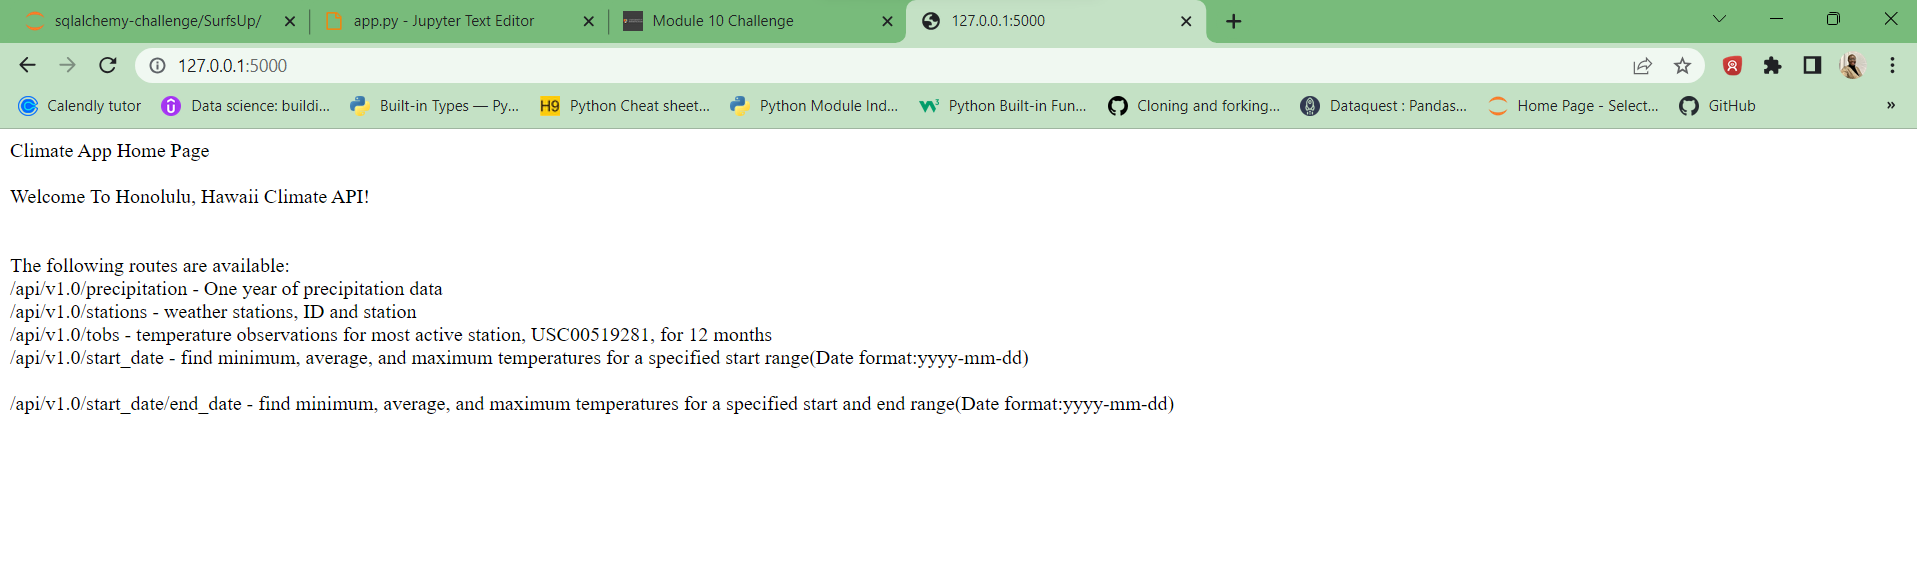 sqlalchemy-challenge/SurfsUp/
app.py - Jupyter Text Editor
Module 10 Challenge
127.0.0.1:5000
127.0.0.1:5000
Calendly tutor
Data science: buildi...
Built-in Types — Py...
H9 Python Cheat sheet...
Python Module Ind...
W3 Python Built-in Fun...
Cloning and forking...
Dataquest : Pandas...
Home Page - Select...
GitHub
»
Climate App Home Page
Welcome To Honolulu, Hawaii Climate API!
The following routes are available:
/api/v1.0/precipitation - One year of precipitation data
/api/v1.0/stations - weather stations, ID and station
/api/v1.0/tobs - temperature observations for most active station, USC00519281, for 12 months
/api/v1.0/start_date - find minimum, average, and maximum temperatures for a specified start range(Date format:yyyy-mm-dd)
/api/v1.0/start_date/end_date - find minimum, average, and maximum temperatures for a specified start and end range(Date format:yyyy-mm-dd)